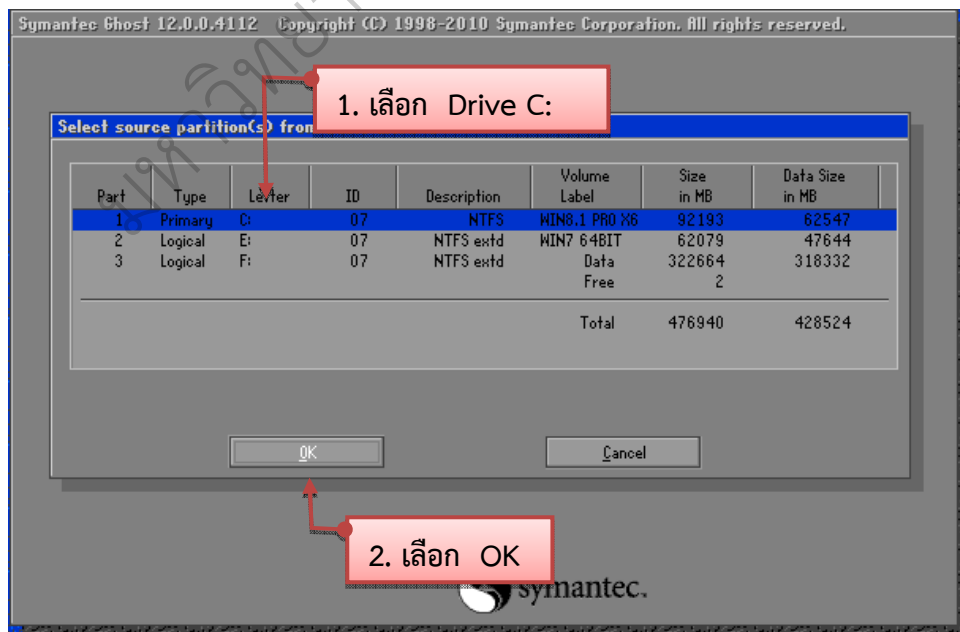 Symantec Ghost 12.0.0.4112 Copyright (C) 1998-2010 Symantec Corporation. All rights reserved.
1. เลือก Drive C:
Select source partition(s) from
Part Type Letter ID Description Volume Label Size in MB Data Size in MB
1 Primary C: 07 NTFS WIN8.1 PRO X6 92193 62547
2 Logical E: 07 NTFS extd WIN7 64BIT 62079 47644
3 Logical F: 07 NTFS extd Data 322664 318332
Free 2
Total 476940 428524
OK Cancel
2. เลือก OK
symantec.